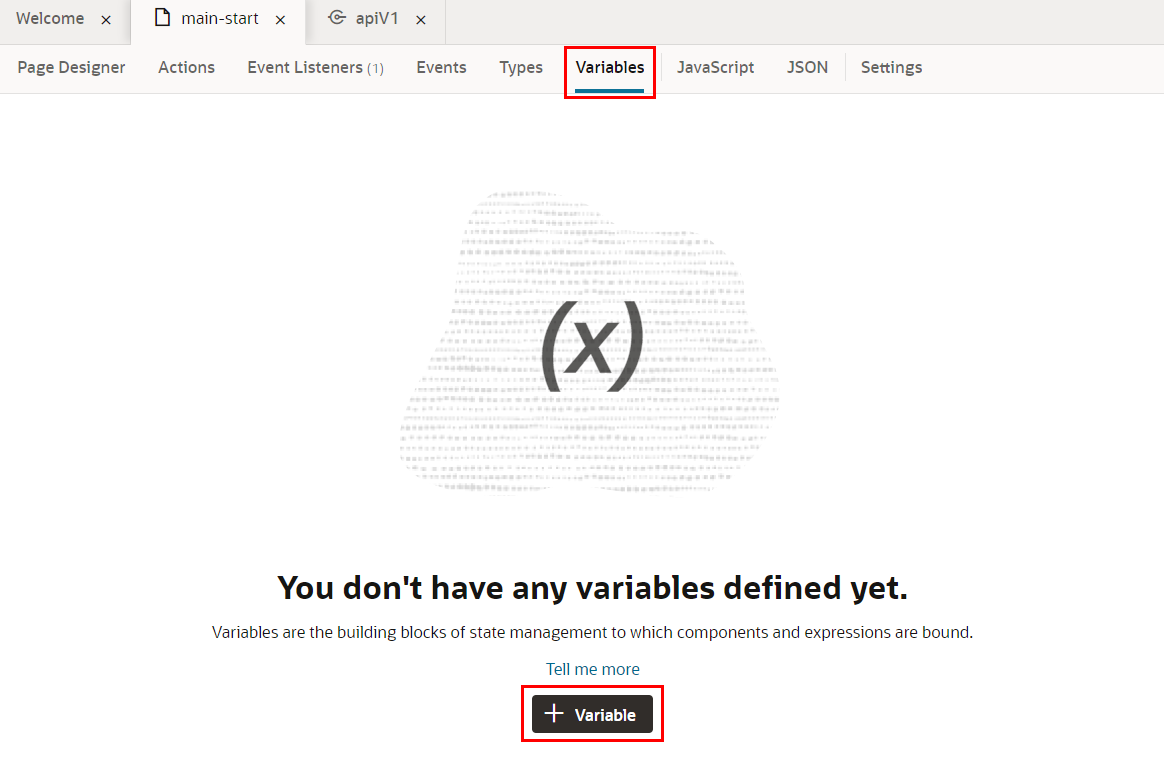 Welcome × main-start × apiV1 ×
Page Designer Actions Event Listeners (1) Events Types Variables JavaScript JSON Settings
(x)
You don't have any variables defined yet.
Variables are the building blocks of state management to which components and expressions are bound.
Tell me more
+ Variable